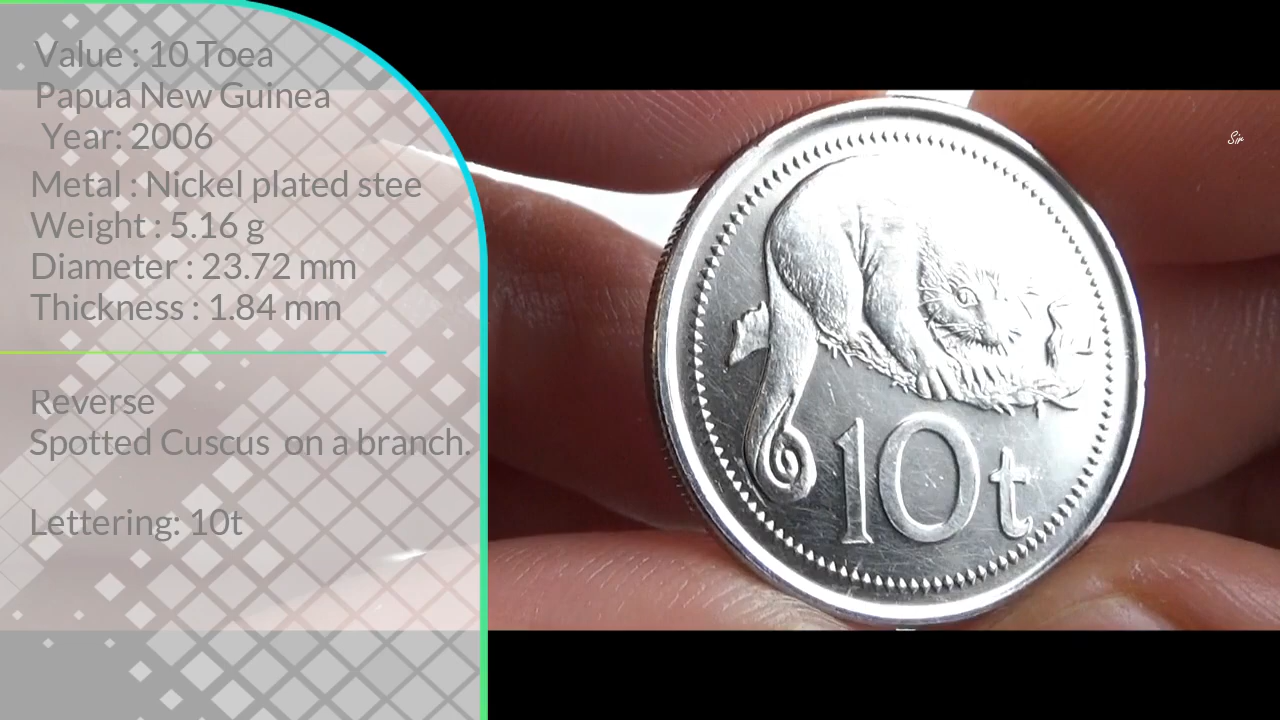 Value : 10 Toea
Papua New Guinea
Year: 2006
Metal : Nickel plated stee
Weight : 5.16 g
Diameter : 23.72 mm
Thickness : 1.84 mm
Reverse
Spotted Cuscus on a branch.
Lettering: 10t
10t
Sir